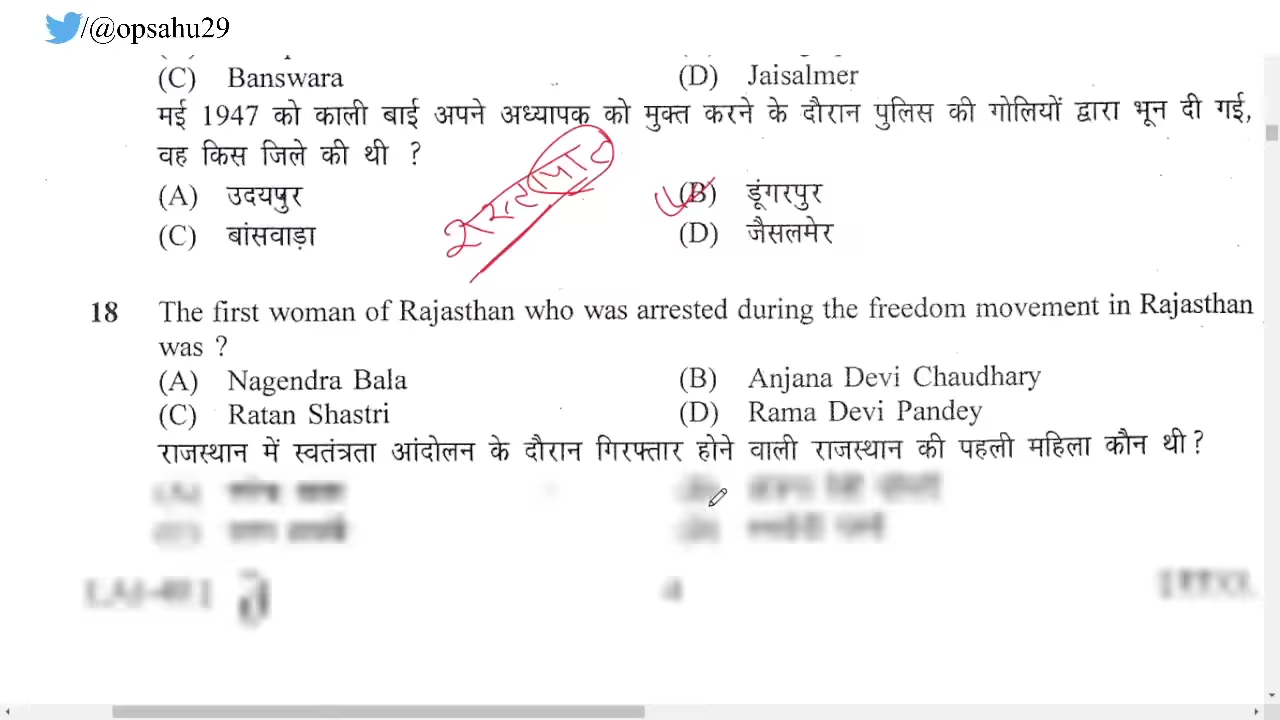 /@opsahu29
(C) Banswara (D) Jaisalmer
मई 1947 को काली बाई अपने अध्यापक को मुक्त करने के दौरान पुलिस की गोलियों द्वारा भून दी गई,
वह किस जिले की थी ?
(A) उदयपुर (B) डूंगरपुर
(C) बांसवाड़ा (D) जैसलमेर
18 The first woman of Rajasthan who was arrested during the freedom movement in Rajasthan
was ?
(A) Nagendra Bala (B) Anjana Devi Chaudhary
(C) Ratan Shastri (D) Rama Devi Pandey
राजस्थान में स्वतंत्रता आंदोलन के दौरान गिरफ्तार होने वाली राजस्थान की पहली महिला कौन थी ?